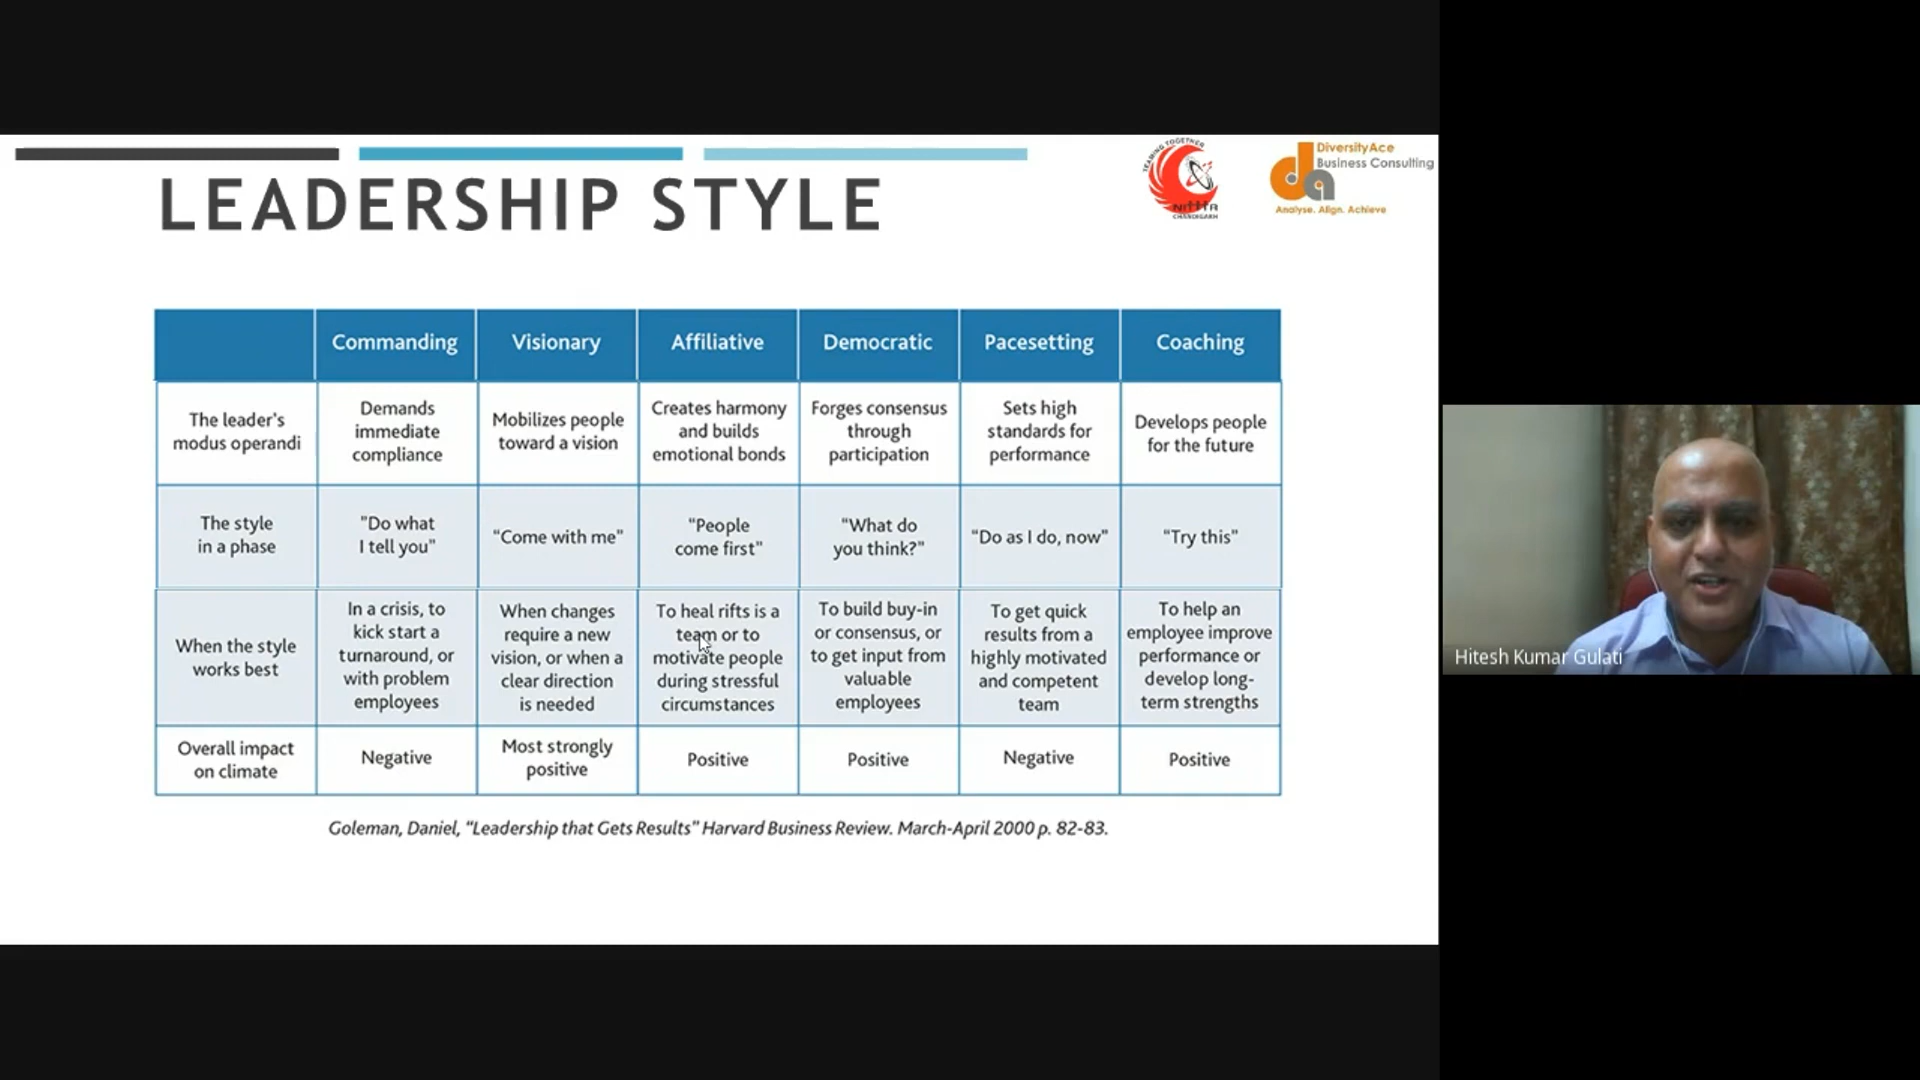 TEAMING TOGETHER
NITTTR
CHANDIGARH
da
DiversityAce
Business Consulting
Analyse. Align. Achieve
LEADERSHIP STYLE
Commanding
Visionary
Affiliative
Democratic
Pacesetting
Coaching
The leader's
modus operandi
Demands
immediate
compliance
Mobilizes people
toward a vision
Creates harmony
and builds
emotional bonds
Forges consensus
through
participation
Sets high
standards for
performance
Develops people
for the future
The style
in a phase
"Do what
I tell you"
“Come with me”
“People
come first”
“What do
you think?”
“Do as I do, now”
“Try this”
When the style
works best
In a crisis, to
kick start a
turnaround, or
with problem
employees
When changes
require a new
vision, or when a
clear direction
is needed
To heal rifts is a
team or to
motivate people
during stressful
circumstances
To build buy-in
or consensus, or
to get input from
valuable
employees
To get quick
results from a
highly motivated
and competent
team
To help an
employee improve
performance or
develop long-
term strengths
Overall impact
on climate
Negative
Most strongly
positive
Positive
Positive
Negative
Positive
Goleman, Daniel, “Leadership that Gets Results” Harvard Business Review. March-April 2000 p. 82-83.
Hitesh Kumar Gulati